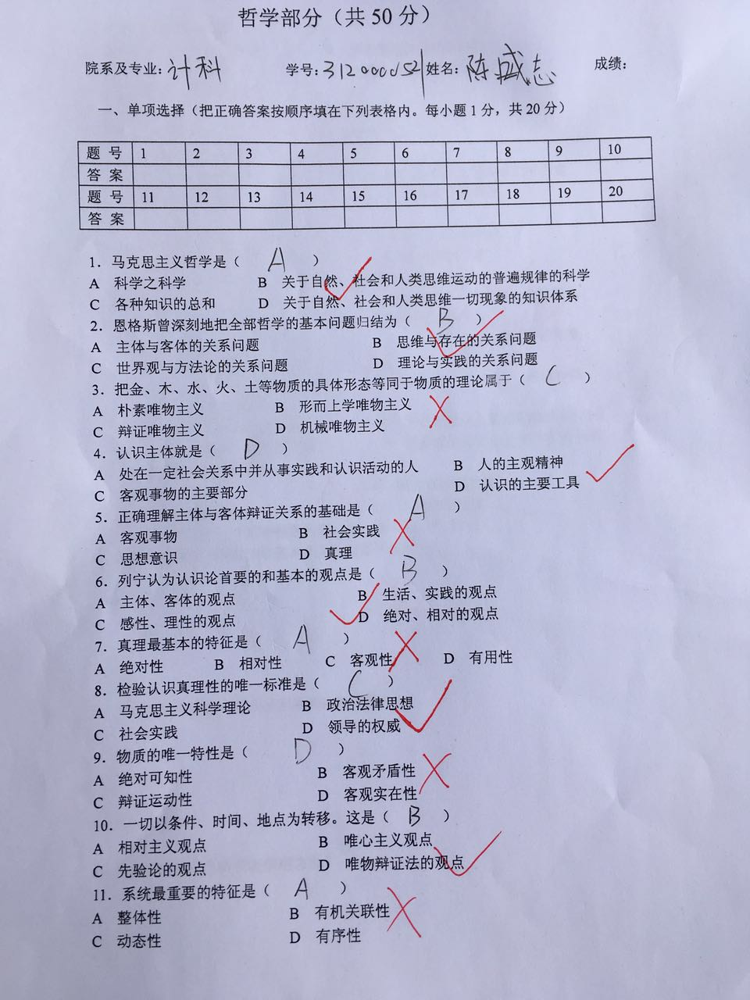 哲学部分（共50分）
院系及专业：计科 学号：3120000152 姓名：陈盛志 成绩：
一、单项选择（把正确答案按顺序填在下列表格内。每小题1分，共20分）
题 号 1 2 3 4 5 6 7 8 9 10
答 案
题 号 11 12 13 14 15 16 17 18 19 20
答 案
1．马克思主义哲学是（ A ）
A 科学之科学 B 关于自然、社会和人类思维运动的普遍规律的科学
C 各种知识的总和 D 关于自然、社会和人类思维一切现象的知识体系
2．恩格斯曾深刻地把全部哲学的基本问题归结为（ B ）
A 主体与客体的关系问题 B 思维与存在的关系问题
C 世界观与方法论的关系问题 D 理论与实践的关系问题
3．把金、木、水、火、土等物质的具体形态等同于物质的理论属于（ C ）
A 朴素唯物主义 B 形而上学唯物主义
C 辩证唯物主义 D 机械唯物主义
4．认识主体就是（ D ）
A 处在一定社会关系中并从事实践和认识活动的人 B 人的主观精神
C 客观事物的主要部分 D 认识的主要工具
5．正确理解主体与客体辩证关系的基础是（ A ）
A 客观事物 B 社会实践
C 思想意识 D 真理
6．列宁认为认识论首要的和基本的观点是（ B ）
A 主体、客体的观点 B 生活、实践的观点
C 感性、理性的观点 D 绝对、相对的观点
7．真理最基本的特征是（ A ）
A 绝对性 B 相对性 C 客观性 D 有用性
8．检验认识真理性的唯一标准是（ C ）
A 马克思主义科学理论 B 政治法律思想
C 社会实践 D 领导的权威
9．物质的唯一特性是（ D ）
A 绝对可知性 B 客观矛盾性
C 辩证运动性 D 客观实在性
10．一切以条件、时间、地点为转移。这是（ B ）
A 相对主义观点 B 唯心主义观点
C 先验论的观点 D 唯物辩证法的观点
11．系统最重要的特征是（ A ）
A 整体性 B 有机关联性
C 动态性 D 有序性